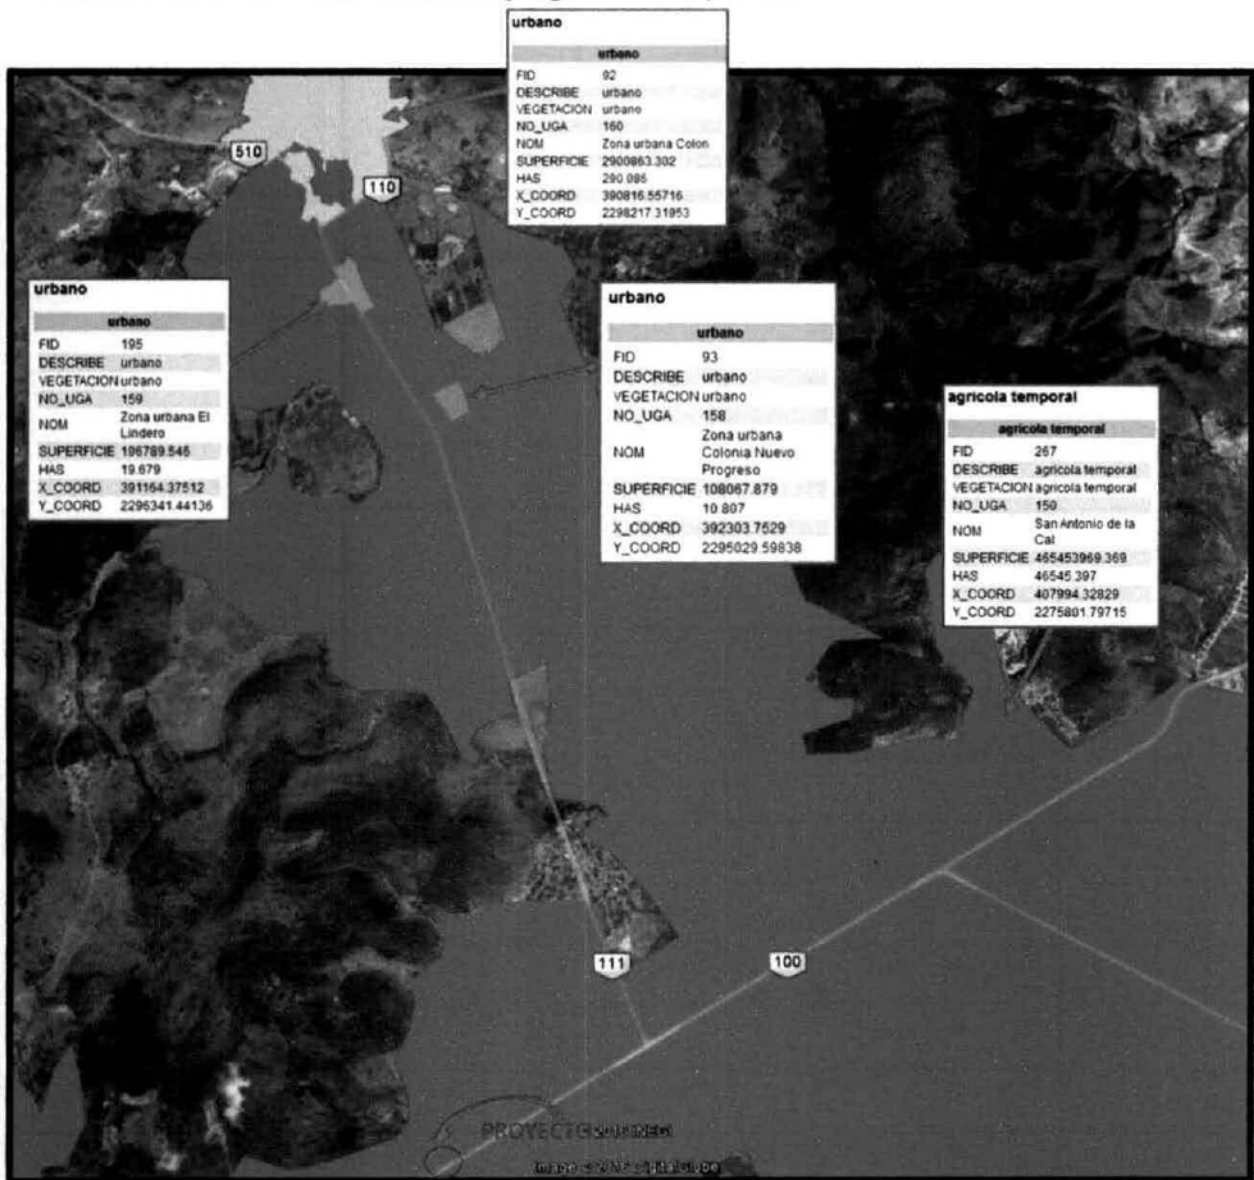 urbano
urbano
FID 92
DESCRIBE urbano
VEGETACION urbano
NO_UGA 160
NOM Zona urbana Colon
SUPERFICIE 2900863.302
HAS 290.086
X_COORD 390816.55716
Y_COORD 2298217.31953
510
110
urbano
urbano
FID 195
DESCRIBE urbano
VEGETACION urbano
NO_UGA 159
NOM Zona urbana El
Lindero
SUPERFICIE 196789.546
HAS 19.679
X_COORD 391164.37512
Y_COORD 2296341.44136
urbano
urbano
FID 93
DESCRIBE urbano
VEGETACION urbano
NO_UGA 158
NOM Zona urbana
Colonia Nuevo
Progreso
SUPERFICIE 108067.879
HAS 10.807
X_COORD 392303.7529
Y_COORD 2295029.59838
agricola temporal
agricola temporal
FID 267
DESCRIBE agricola temporal
VEGETACION agricola temporal
NO_UGA 150
NOM San Antonio de la
Cal
SUPERFICIE 465453969.369
HAS 46545.397
X_COORD 407994.32829
Y_COORD 2275801.79715
111
100
PROYECTO
INEGI
Image © DigitalGlobe